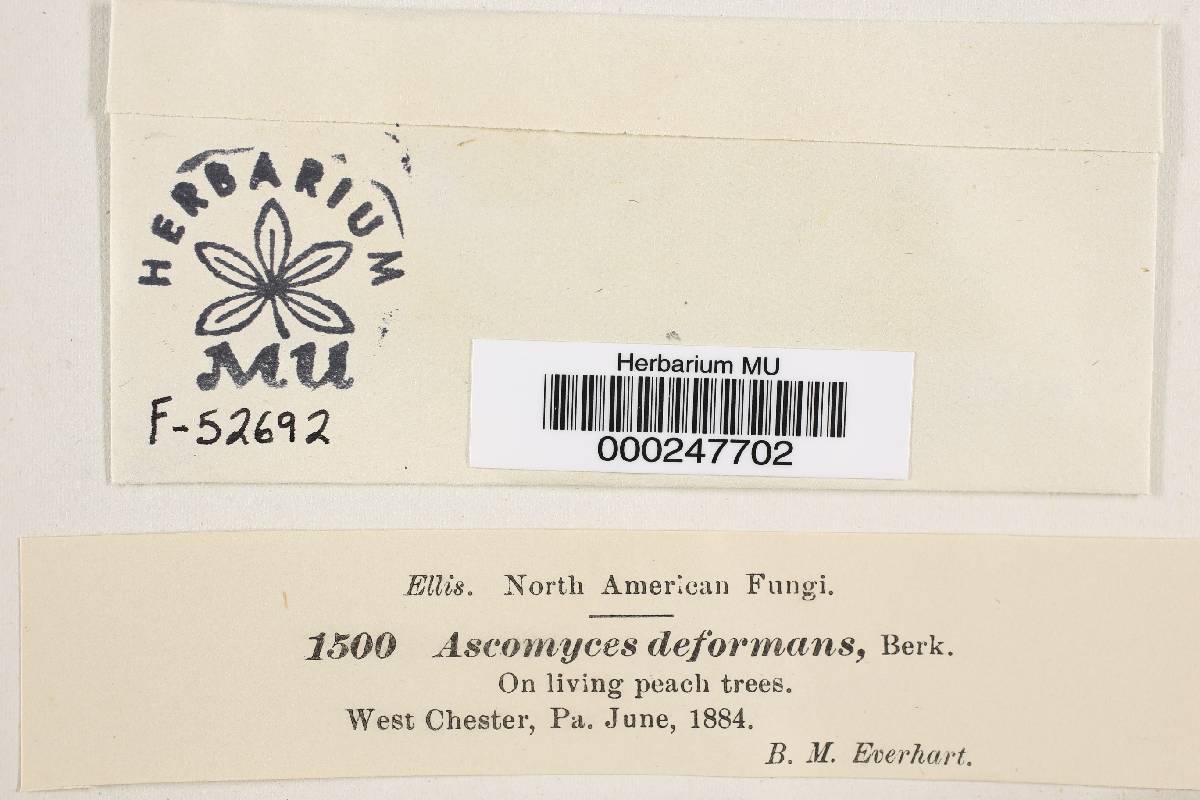 HERBARIUM
MU
F-52692
Herbarium MU
000247702
Ellis. North American Fungi.
1500 Ascomyces deformans, Berk.
On living peach trees.
West Chester, Pa. June, 1884.
B. M. Everhart.